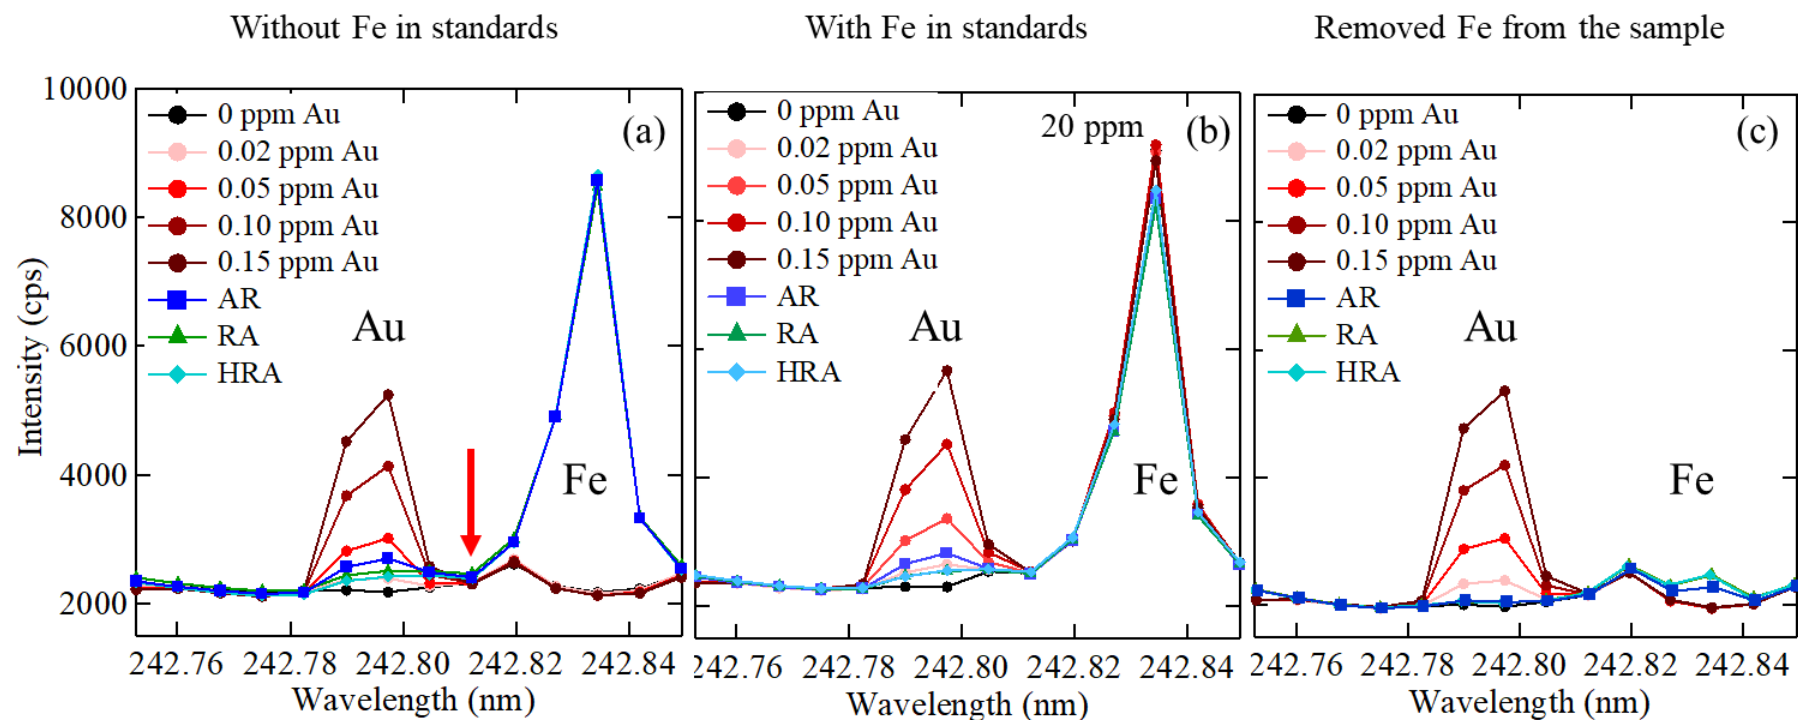 Without Fe in standards
With Fe in standards
Removed Fe from the sample
Intensity (cps)
10000
8000
6000
4000
2000
0 ppm Au
0.02 ppm Au
0.05 ppm Au
0.10 ppm Au
0.15 ppm Au
AR
RA
HRA
(a)
Au
Fe
242.76 242.78 242.80 242.82 242.84
Wavelength (nm)
0 ppm Au
0.02 ppm Au
0.05 ppm Au
0.10 ppm Au
0.15 ppm Au
AR
RA
HRA
20 ppm
(b)
Au
Fe
242.76 242.78 242.80 242.82 242.84
Wavelength (nm)
0 ppm Au
0.02 ppm Au
0.05 ppm Au
0.10 ppm Au
0.15 ppm Au
AR
RA
HRA
(c)
Au
Fe
242.76 242.78 242.80 242.82 242.84
Wavelength (nm)